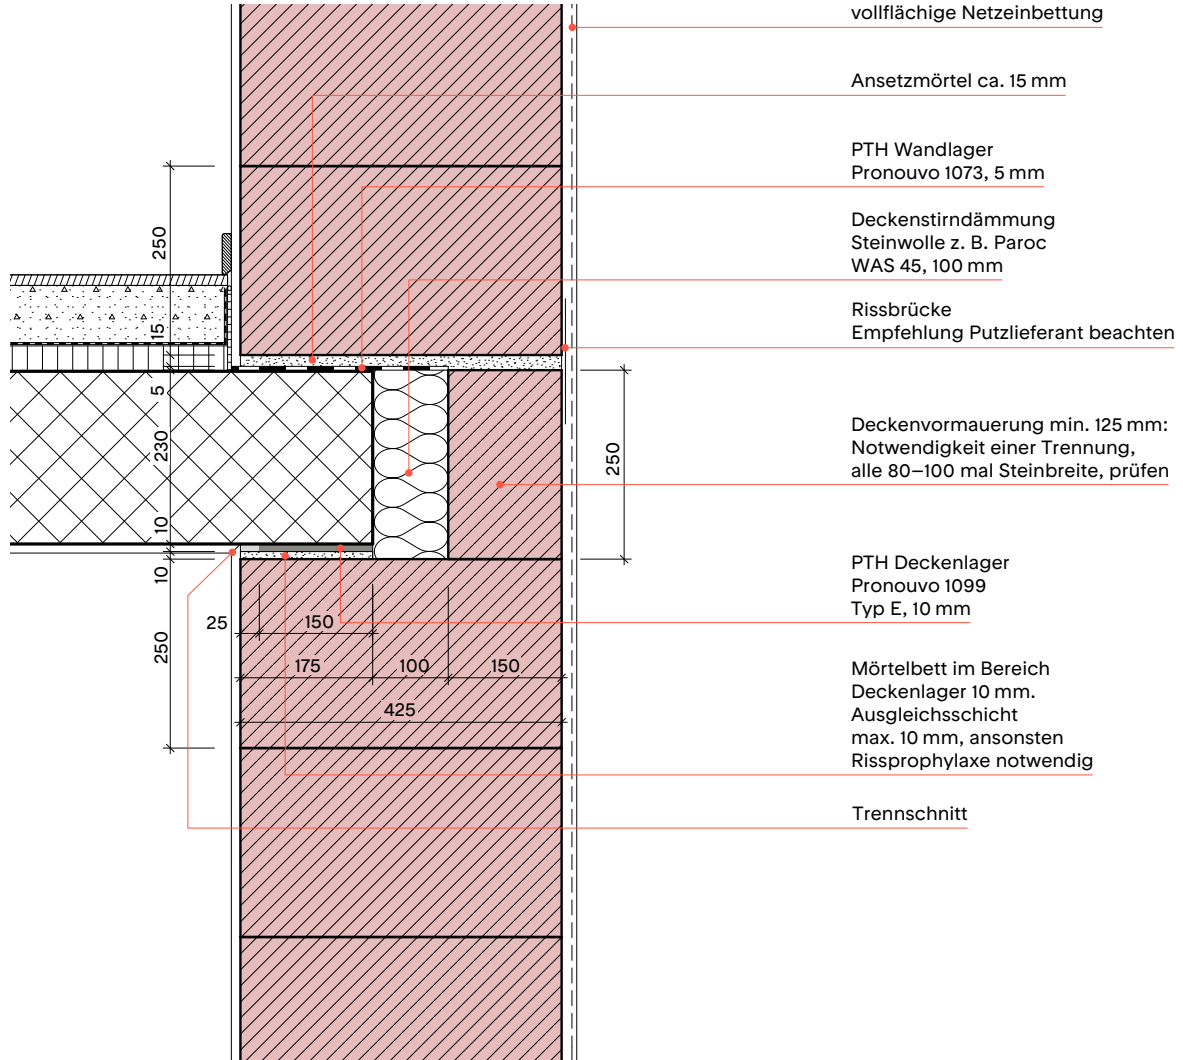 vollflächige Netzeinbettung
Ansetzmörtel ca. 15 mm
PTH Wandlager
Pronouvo 1073, 5 mm
Deckenstirndämmung
Steinwolle z. B. Paroc
WAS 45, 100 mm
Rissbrücke
Empfehlung Putzlieferant beachten
Deckenvormauerung min. 125 mm:
Notwendigkeit einer Trennung,
alle 80–100 mal Steinbreite, prüfen
PTH Deckenlager
Pronouvo 1099
Typ E, 10 mm
Mörtelbett im Bereich
Deckenlager 10 mm.
Ausgleichsschicht
max. 10 mm, ansonsten
Rissprophylaxe notwendig
Trennschnitt
250
15
5
230
10
10
250
250
25
150
175
100
150
425